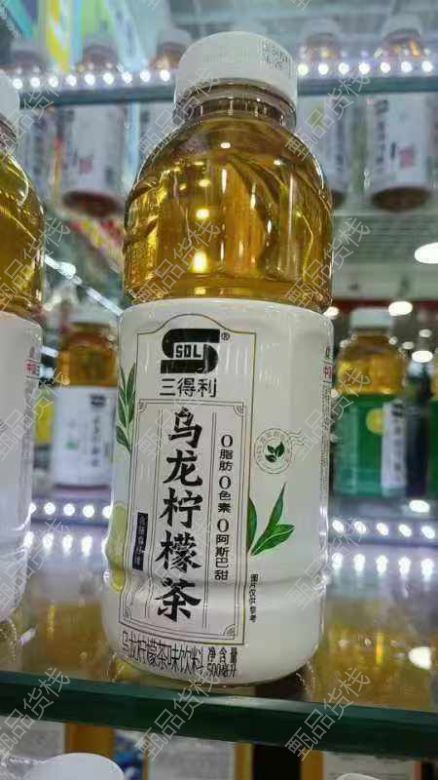 SDL®
三得利
乌龙柠檬茶
0脂肪0色素0阿斯巴甜
图片仅供参考
乌龙柠檬茶味饮料
净含量
500毫升
甄品货栈